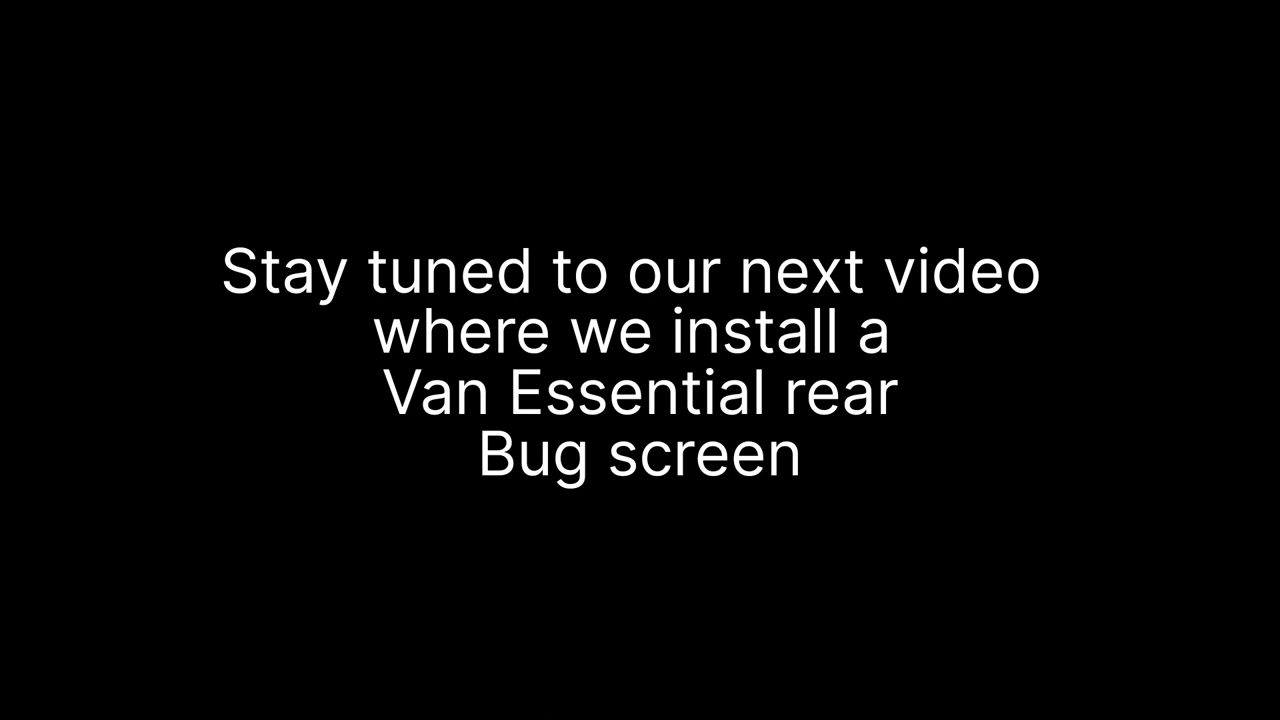 Stay tuned to our next video
where we install a
Van Essential rear
Bug screen